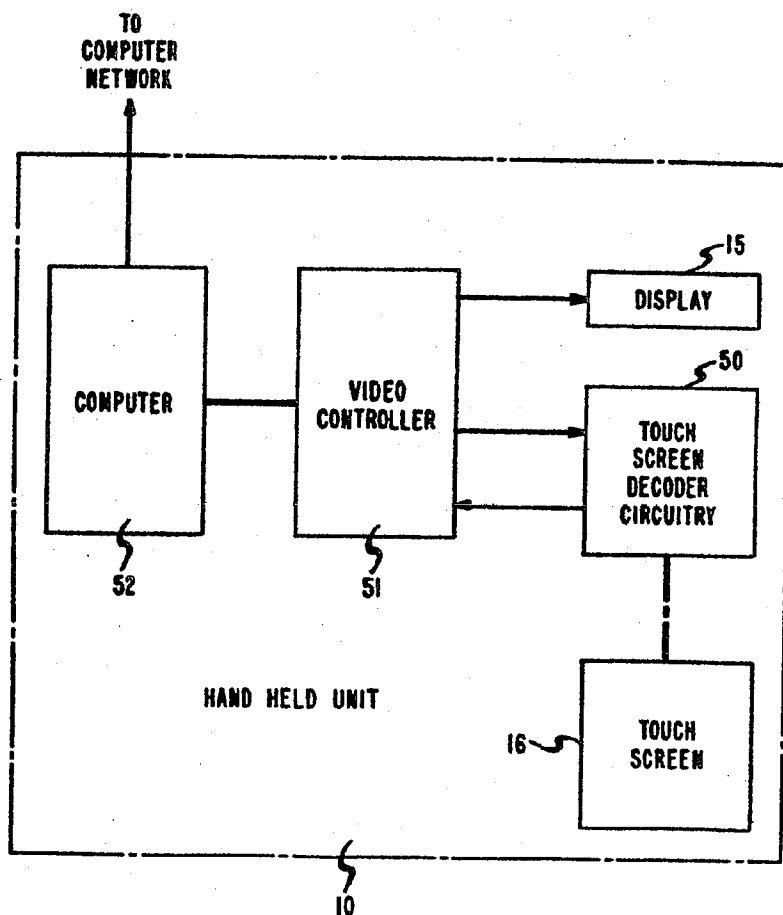 TO
COMPUTER
NETWORK
15
DISPLAY
50
COMPUTER
VIDEO
CONTROLLER
TOUCH
SCREEN
DECODER
CIRCUITRY
52
51
HAND HELD UNIT
16
TOUCH
SCREEN
10